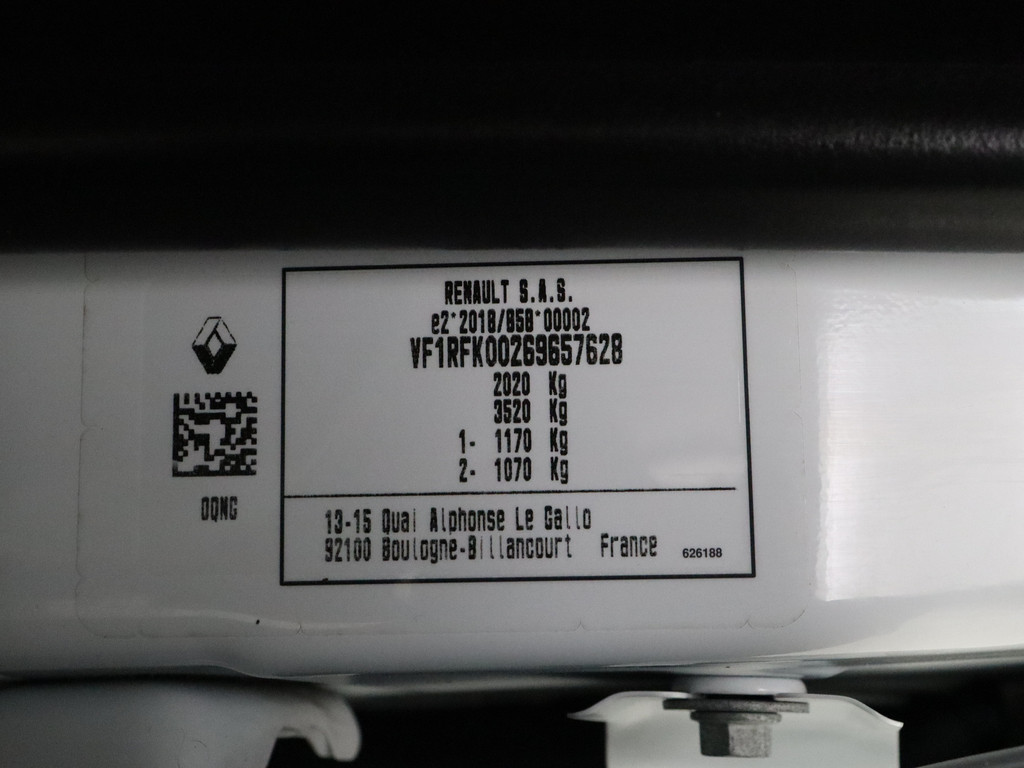 RENAULT S.A.S.
e2*2018/858*00002
VF1RFK00269657628
2020 Kg
3520 Kg
1- 1170 Kg
2- 1070 Kg
0QNG
13-15 Quai Alphonse Le Gallo
92100 Boulogne-Billancourt France
626188